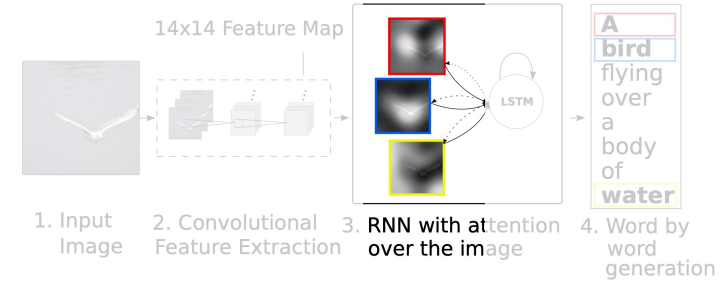 14x14 Feature Map
LSTM
A
bird
flying
over
a
body
of
water
1. Input
Image
2. Convolutional
Feature Extraction
3. RNN with attention
over the image
4. Word by
word
generation